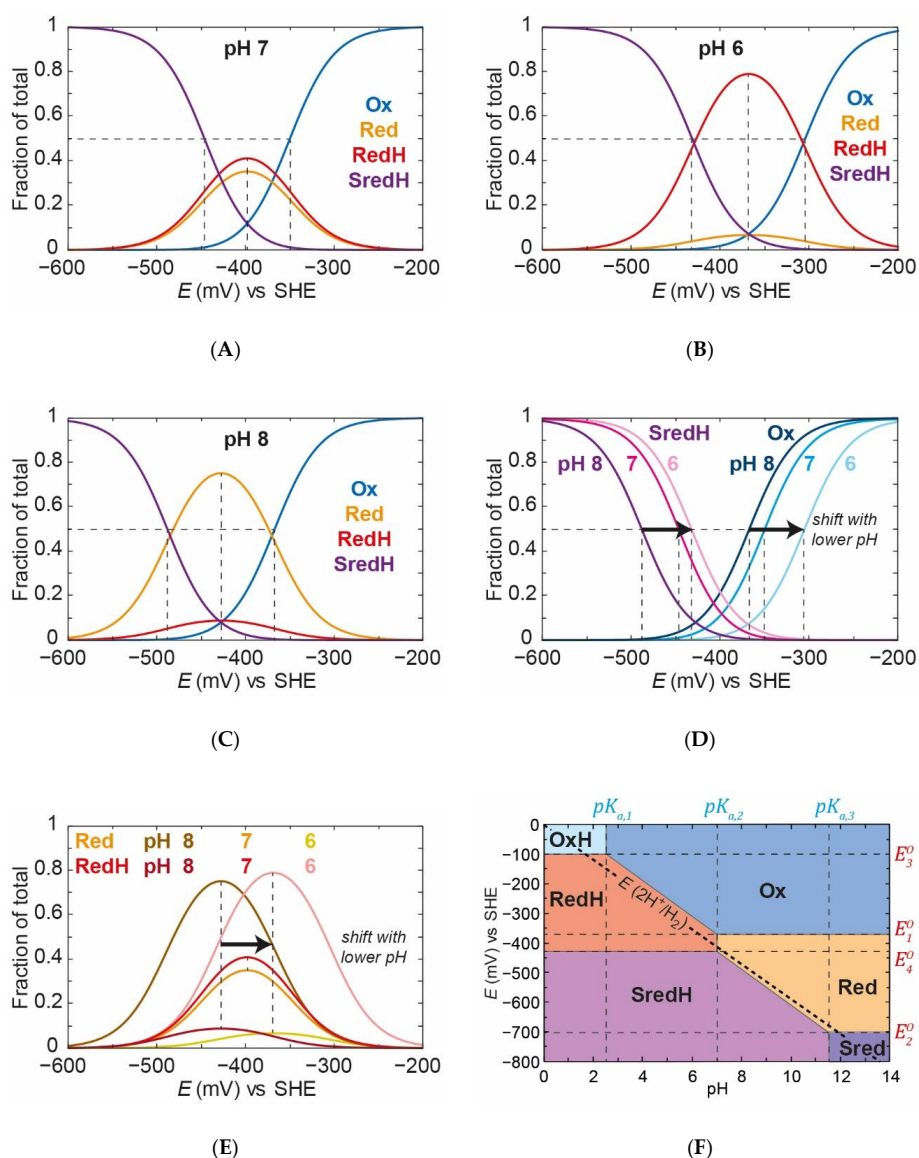 1
0.8
0.6
0.4
0.2
0
Fraction of total
pH 7
Ox
Red
RedH
SredH
−600 −500 −400 −300 −200
E (mV) vs SHE
(A)
1
0.8
0.6
0.4
0.2
0
Fraction of total
pH 6
Ox
Red
RedH
SredH
−600 −500 −400 −300 −200
E (mV) vs SHE
(B)
1
0.8
0.6
0.4
0.2
0
Fraction of total
pH 8
Ox
Red
RedH
SredH
−600 −500 −400 −300 −200
E (mV) vs SHE
(C)
1
0.8
0.6
0.4
0.2
0
Fraction of total
SredH Ox
pH 8 7 6 pH 8 7 6
shift with
lower pH
−600 −500 −400 −300 −200
E (mV) vs SHE
(D)
1
0.8
0.6
0.4
0.2
0
Fraction of total
Red pH 8 7 6
RedH pH 8 7 6
shift with
lower pH
−600 −500 −400 −300 −200
E (mV) vs SHE
(E)
pKa,1 pKa,2 pKa,3
0
−100
−200
−300
−400
−500
−600
−700
−800
E (mV) vs SHE
OxH
RedH
Ox
E (2H⁺/H₂)
SredH
Red
Sred
E₃⁰
E₁⁰
E₄⁰
E₂⁰
0 2 4 6 8 10 12 14
pH
(F)